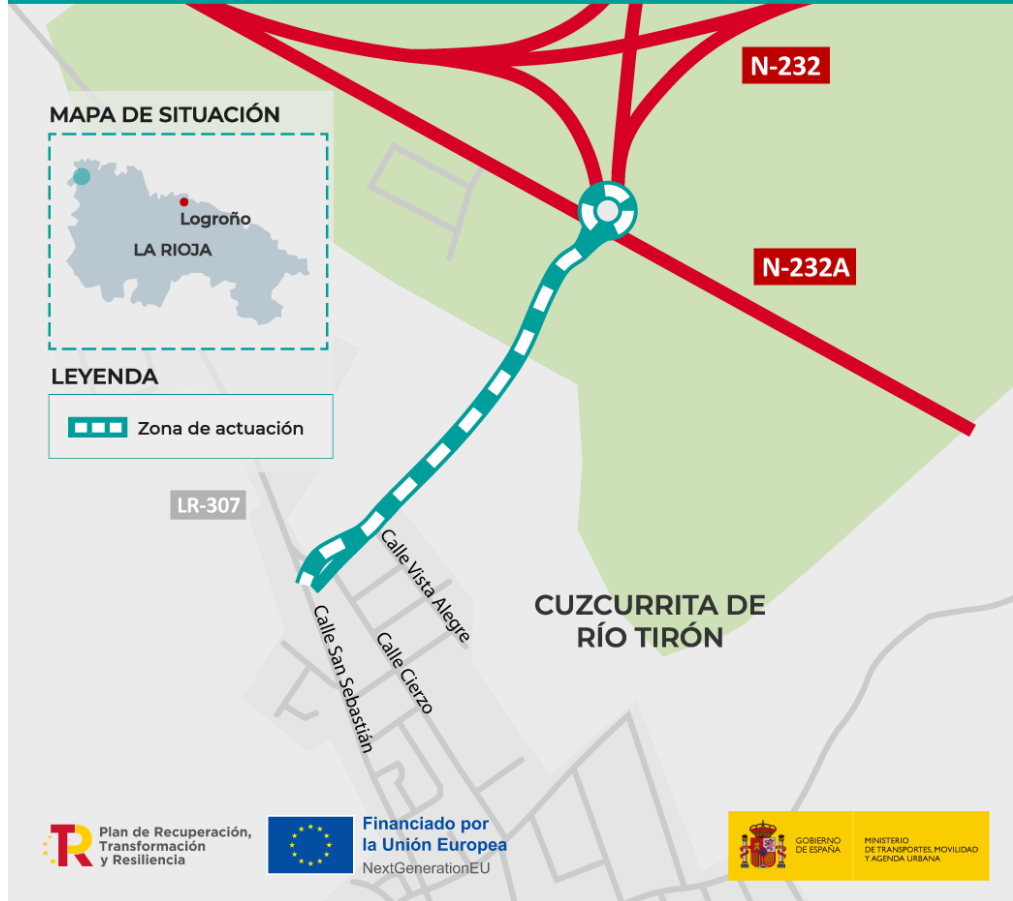 N-232
MAPA DE SITUACIÓN
Logroño
LA RIOJA
N-232A
LEYENDA
Zona de actuación
LR-307
Calle Vista Alegre
Calle Cierzo
Calle San Sebastián
CUZCURRITA DE
RÍO TIRÓN
Plan de Recuperación,
Transformación
y Resiliencia
Financiado por
la Unión Europea
NextGenerationEU
GOBIERNO
DE ESPAÑA
MINISTERIO
DE TRANSPORTES, MOVILIDAD
Y AGENDA URBANA